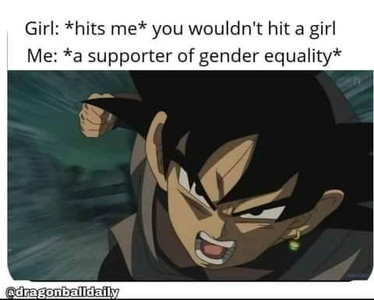 Girl: *hits me* you wouldn't hit a girl
Me: *a supporter of gender equality*
@dragonballdaily